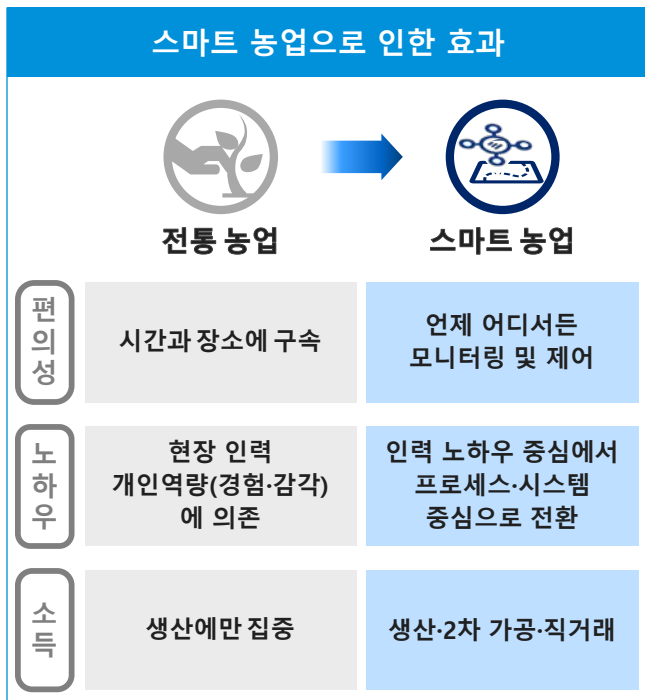 스마트 농업으로 인한 효과
전통 농업
스마트 농업
편의성
시간과 장소에 구속
언제 어디서든
모니터링 및 제어
노하우
현장 인력
개인역량(경험·감각)
에 의존
인력 노하우 중심에서
프로세스·시스템
중심으로 전환
소득
생산에만 집중
생산·2차 가공·직거래